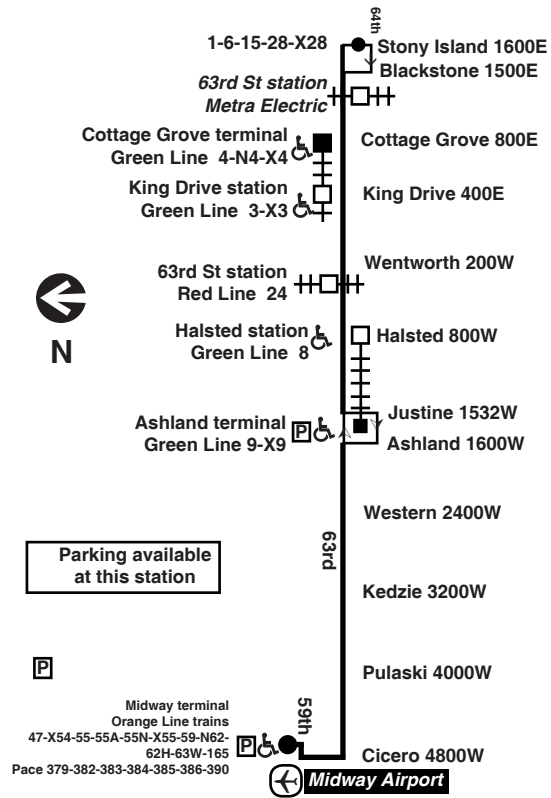 64th
1-6-15-28-X28
Stony Island 1600E
Blackstone 1500E
63rd St station
Metra Electric
Cottage Grove terminal
Green Line 4-N4-X4
Cottage Grove 800E
King Drive station
Green Line 3-X3
King Drive 400E
Wentworth 200W
63rd St station
Red Line 24
N
Halsted station
Green Line 8
Halsted 800W
Justine 1532W
Ashland terminal
Green Line 9-X9
P
Ashland 1600W
Western 2400W
63rd
Parking available
at this station
Kedzie 3200W
P
Pulaski 4000W
59th
Midway terminal
Orange Line trains
47-X54-55-55A-55N-X55-59-N62-
62H-63W-165
Pace 379-382-383-384-385-386-390
P
Cicero 4800W
Midway Airport